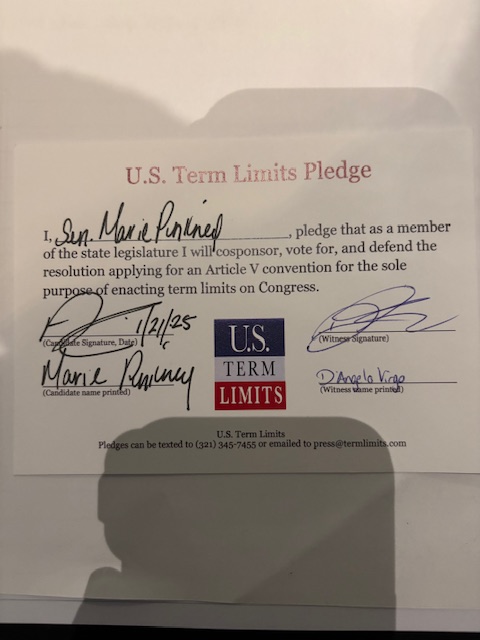 U.S. Term Limits Pledge
I, Sen. Marie Pinkney, pledge that as a member
of the state legislature I will cosponsor, vote for, and defend the
resolution applying for an Article V convention for the sole
purpose of enacting term limits on Congress.
1/21/25
(Candidate Signature, Date)
(Witness Signature)
Marie Pinkney
(Candidate name printed)
U.S.
TERM
LIMITS
D'Angelo Virgo
(Witness name printed)
U.S. Term Limits
Pledges can be texted to (321) 345-7455 or emailed to press@termlimits.com